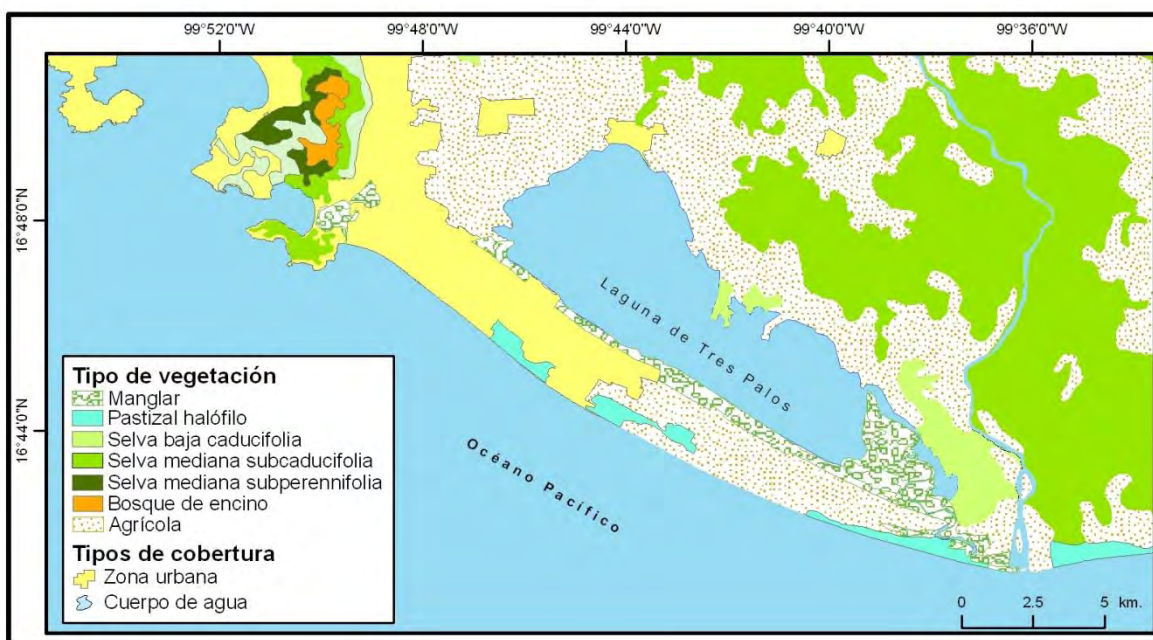 99°52'0"W 99°48'0"W 99°44'0"W 99°40'0"W 99°36'0"W
16°48'0"N
16°44'0"N
Laguna de Tres Palos
Océano Pacífico
Tipo de vegetación
Manglar
Pastizal halófilo
Selva baja caducifolia
Selva mediana subcaducifolia
Selva mediana subperennifolia
Bosque de encino
Agrícola
Tipos de cobertura
Zona urbana
Cuerpo de agua
0 2.5 5 km.